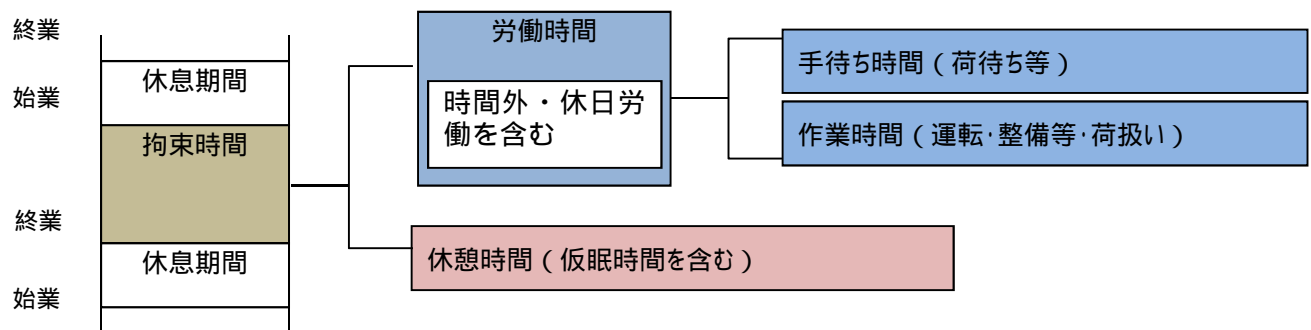 終業
休息期間
始業
拘束時間
終業
休息期間
始業
労働時間
時間外・休日労
働を含む
手待ち時間（荷待ち等）
作業時間（運転･整備等･荷扱い）
休憩時間（仮眠時間を含む）